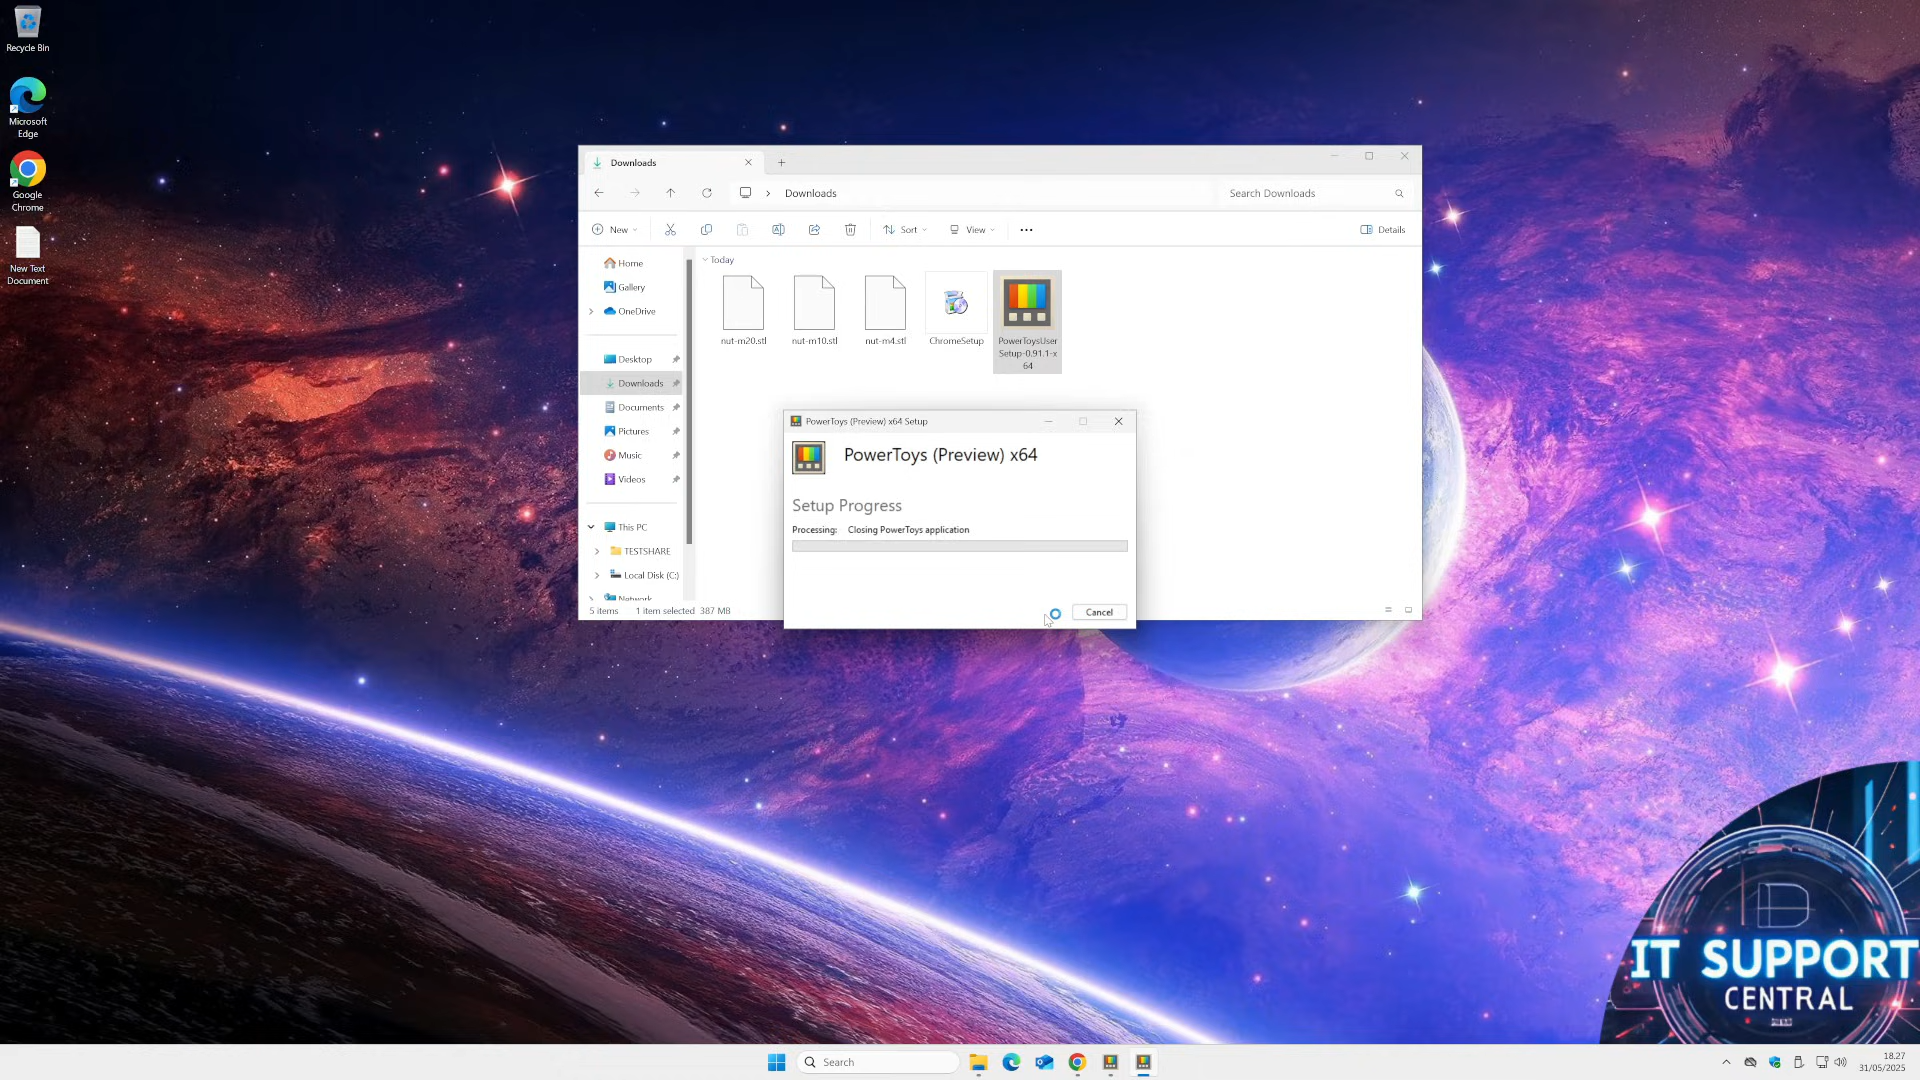 Recycle Bin
Microsoft
Edge
Google
Chrome
New Text
Document
Downloads
Downloads
Search Downloads
New
Sort
View
Details
Home
Gallery
OneDrive
Desktop
Downloads
Documents
Pictures
Music
Videos
This PC
TESTSHARE
Local Disk (C:)
Network
Today
nut-m20.stl
nut-m10.stl
nut-m4.stl
ChromeSetup
PowerToysUser
Setup-0.91.1-x
64
5 items 1 item selected 387 MB
PowerToys (Preview) x64 Setup
PowerToys (Preview) x64
Setup Progress
Processing: Closing PowerToys application
Cancel
IT SUPPORT
CENTRAL
Search
18.27
31/05/2025